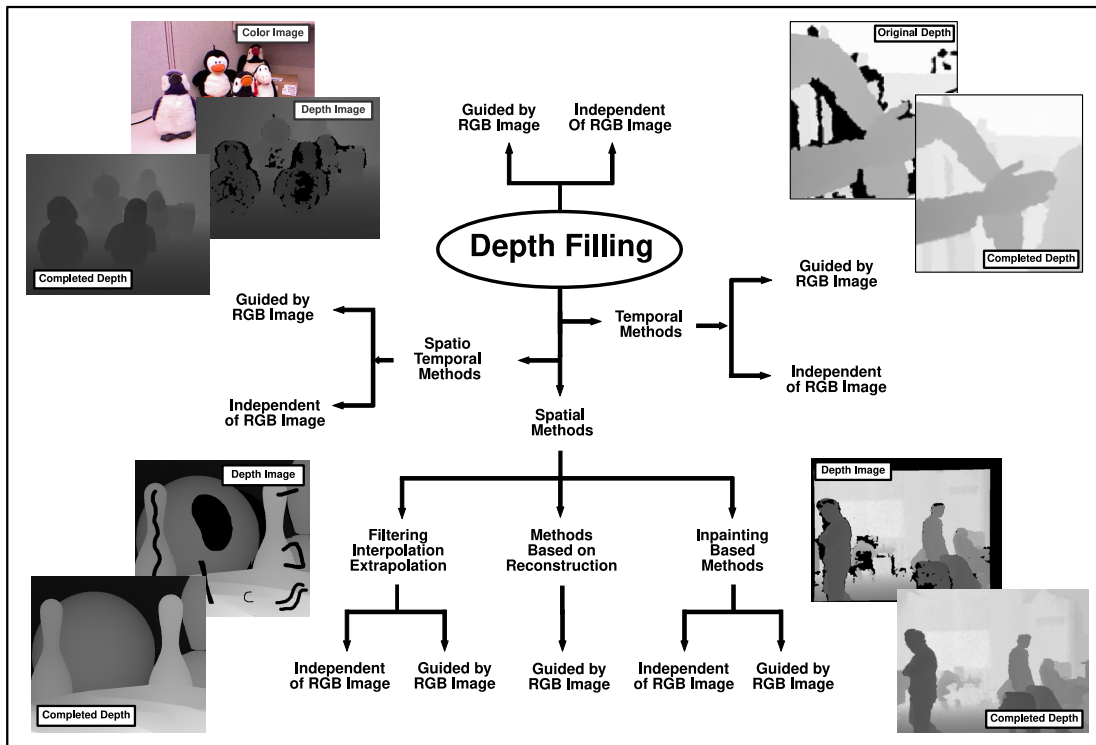 Color Image
Depth Image
Completed Depth
Guided by
RGB Image
Independent
Of RGB Image
Original Depth
Completed Depth
Depth Filling
Guided by
RGB Image
Spatio
Temporal
Methods
Independent
of RGB Image
Temporal
Methods
Guided by
RGB Image
Independent
of RGB Image
Spatial
Methods
Depth Image
Completed Depth
Filtering
Interpolation
Extrapolation
Methods
Based on
Reconstruction
Inpainting
Based
Methods
Independent
of RGB Image
Guided by
RGB Image
Guided by
RGB Image
Independent
of RGB Image
Guided by
RGB Image
Depth Image
Completed Depth